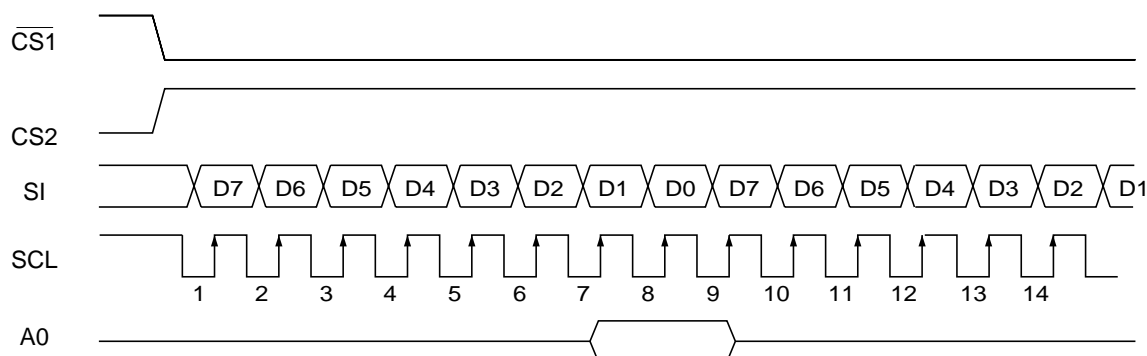 CS1
CS2
SI D7 D6 D5 D4 D3 D2 D1 D0 D7 D6 D5 D4 D3 D2 D1
SCL
1 2 3 4 5 6 7 8 9 10 11 12 13 14
A0